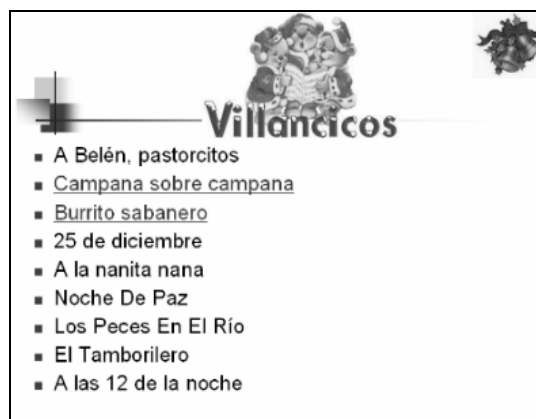 Villancicos
A Belén, pastorcitos
Campana sobre campana
Burrito sabanero
25 de diciembre
A la nanita nana
Noche De Paz
Los Peces En El Río
El Tamborilero
A las 12 de la noche